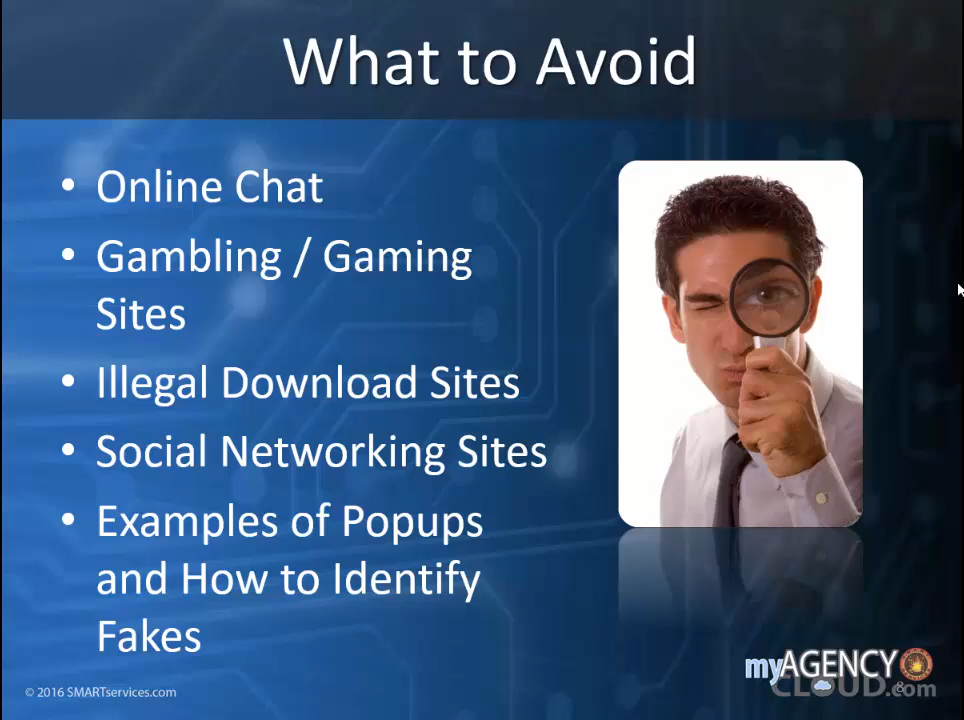 What to Avoid
• Online Chat
• Gambling / Gaming
Sites
• Illegal Download Sites
• Social Networking Sites
• Examples of Popups
and How to Identify
Fakes
myAGENCY
CLOUD.com
8
© 2016 SMARTservices.com